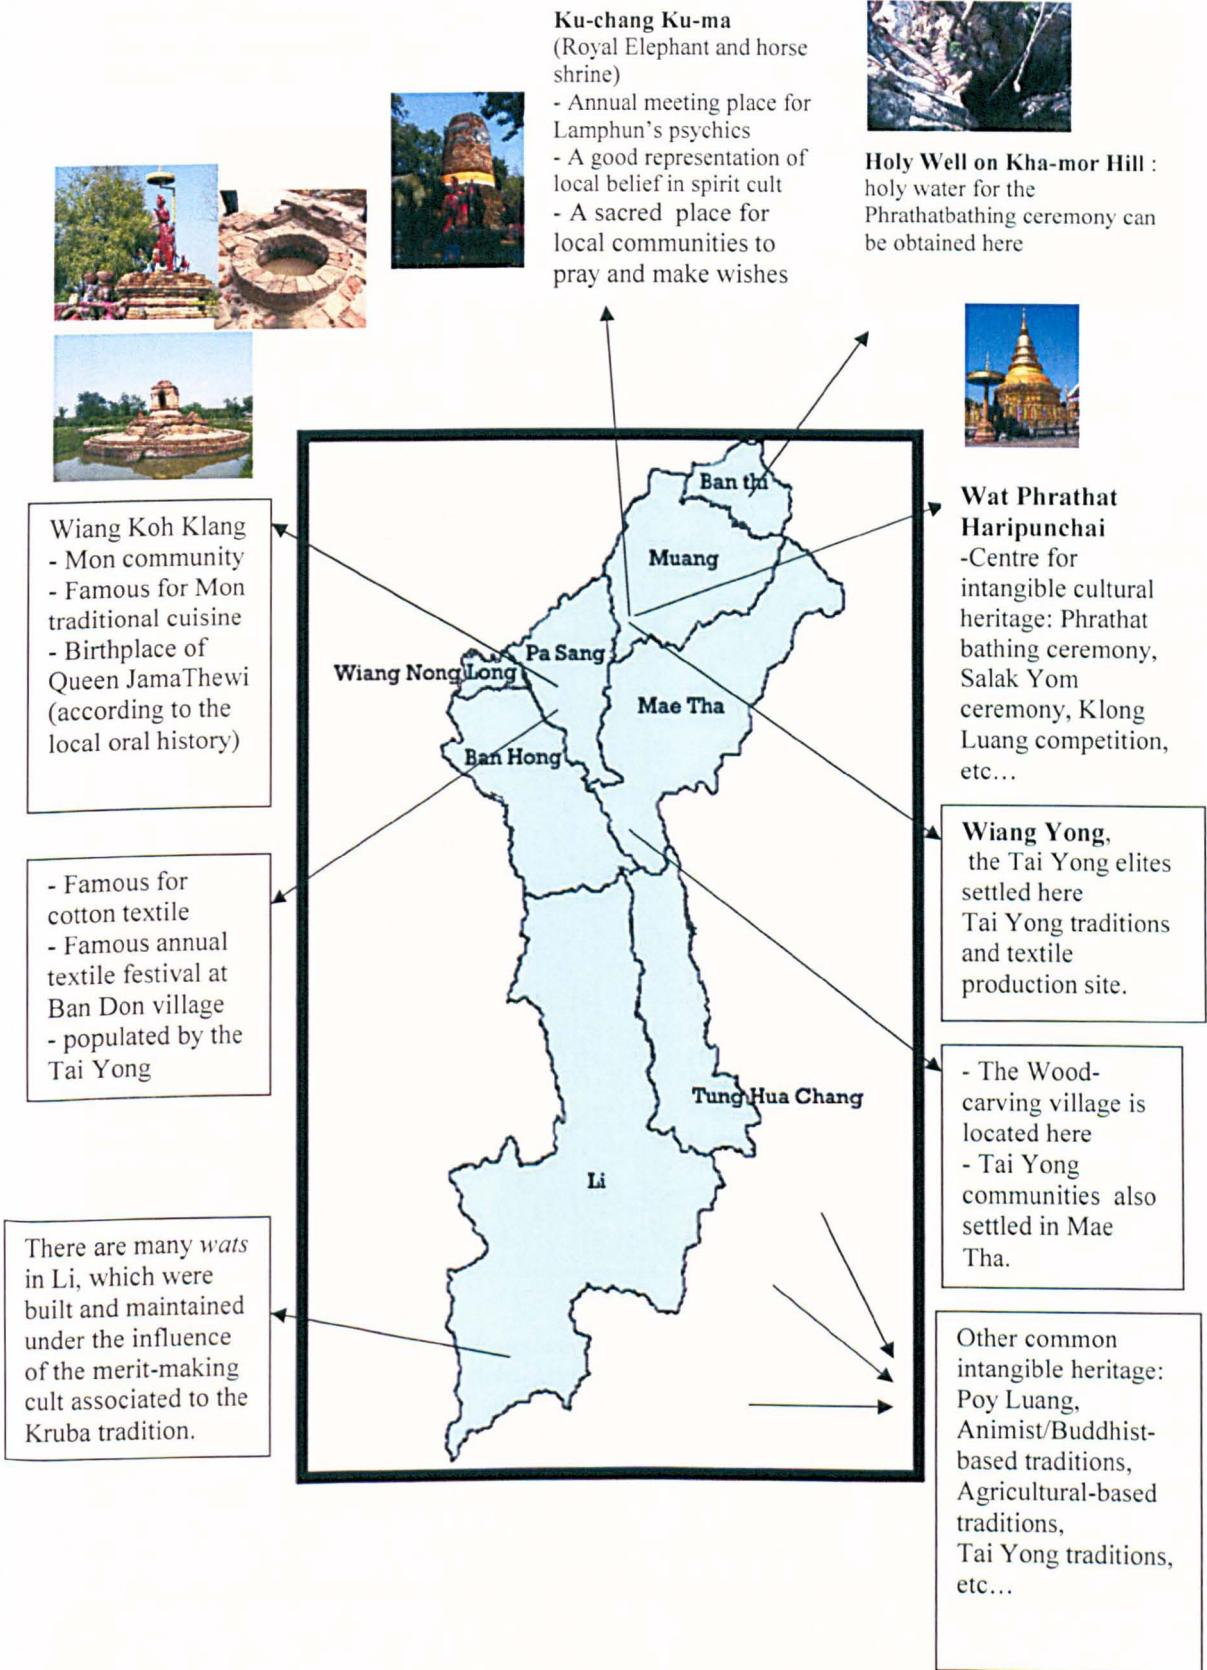 Ku-chang Ku-ma
(Royal Elephant and horse
shrine)
- Annual meeting place for
Lamphun's psychics
- A good representation of
local belief in spirit cult
- A sacred place for
local communities to
pray and make wishes
Holy Well on Kha-mor Hill :
holy water for the
Phrathatbathing ceremony can
be obtained here
Wiang Koh Klang
- Mon community
- Famous for Mon
traditional cuisine
- Birthplace of
Queen JamaThewi
(according to the
local oral history)
- Famous for
cotton textile
- Famous annual
textile festival at
Ban Don village
- populated by the
Tai Yong
There are many wats
in Li, which were
built and maintained
under the influence
of the merit-making
cult associated to the
Kruba tradition.
Ban thi
Muang
Pa Sang
Wiang Nong Long
Mae Tha
Ban Hong
Tung Hua Chang
Li
Wat Phrathat
Haripunchai
-Centre for
intangible cultural
heritage: Phrathat
bathing ceremony,
Salak Yom
ceremony, Klong
Luang competition,
etc...
Wiang Yong,
the Tai Yong elites
settled here
Tai Yong traditions
and textile
production site.
- The Wood-
carving village is
located here
- Tai Yong
communities also
settled in Mae
Tha.
Other common
intangible heritage:
Poy Luang,
Animist/Buddhist-
based traditions,
Agricultural-based
traditions,
Tai Yong traditions,
etc...